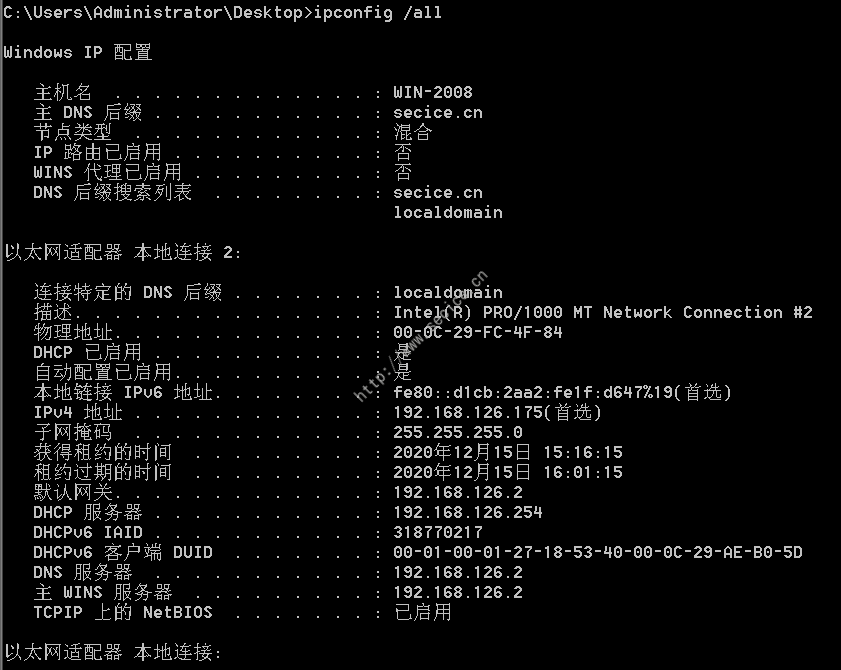 C:\Users\Administrator\Desktop>ipconfig /all
Windows IP 配置
主机名 . . . . . . . . . . . . . : WIN-2008
主 DNS 后缀 . . . . . . . . . . . : secice.cn
节点类型 . . . . . . . . . . . . : 混合
IP 路由已启用 . . . . . . . . . . : 否
WINS 代理已启用 . . . . . . . . . : 否
DNS 后缀搜索列表 . . . . . . . . : secice.cn
localdomain
以太网适配器 本地连接 2:
连接特定的 DNS 后缀 . . . . . . . : localdomain
描述. . . . . . . . . . . . . . . : Intel(R) PRO/1000 MT Network Connection #2
物理地址. . . . . . . . . . . . . : 00-0C-29-FC-4F-84
DHCP 已启用 . . . . . . . . . . . : 是
自动配置已启用. . . . . . . . . . : 是
本地链接 IPv6 地址. . . . . . . . : fe80::d1cb:2aa2:fe1f:d647%19(首选)
IPv4 地址 . . . . . . . . . . . . : 192.168.126.175(首选)
子网掩码 . . . . . . . . . . . . : 255.255.255.0
获得租约的时间 . . . . . . . . . : 2020年12月15日 15:16:15
租约过期的时间 . . . . . . . . . : 2020年12月15日 16:01:15
默认网关. . . . . . . . . . . . . : 192.168.126.2
DHCP 服务器 . . . . . . . . . . . : 192.168.126.254
DHCPv6 IAID . . . . . . . . . . . : 318770217
DHCPv6 客户端 DUID . . . . . . . : 00-01-00-01-27-18-53-40-00-0C-29-AE-B0-5D
DNS 服务器 . . . . . . . . . . . : 192.168.126.2
主 WINS 服务器 . . . . . . . . . : 192.168.126.2
TCPIP 上的 NetBIOS . . . . . . . : 已启用
以太网适配器 本地连接:
http://www.secice.cn